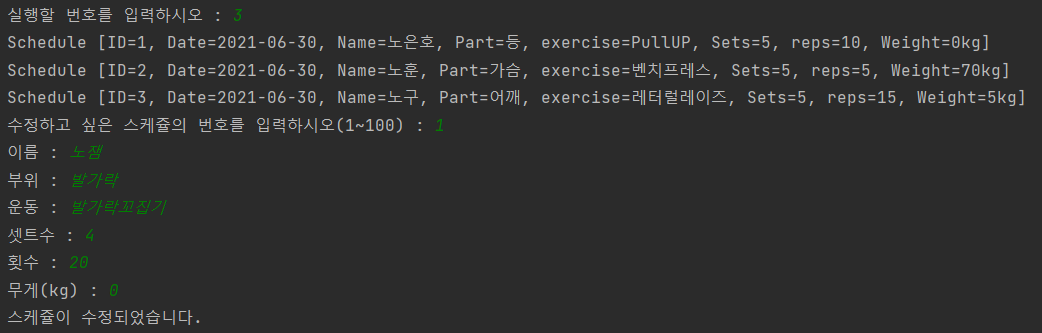 실행할 번호를 입력하시오 : 3
Schedule [ID=1, Date=2021-06-30, Name=노은호, Part=등, exercise=PullUP, Sets=5, reps=10, Weight=0kg]
Schedule [ID=2, Date=2021-06-30, Name=노훈, Part=가슴, exercise=벤치프레스, Sets=5, reps=5, Weight=70kg]
Schedule [ID=3, Date=2021-06-30, Name=노구, Part=어깨, exercise=레터럴레이즈, Sets=5, reps=15, Weight=5kg]
수정하고 싶은 스케쥴의 번호를 입력하시오(1~100) : 1
이름 : 노잼
부위 : 발가락
운동 : 발가락꼬집기
셋트수 : 4
횟수 : 20
무게(kg) : 0
스케쥴이 수정되었습니다.